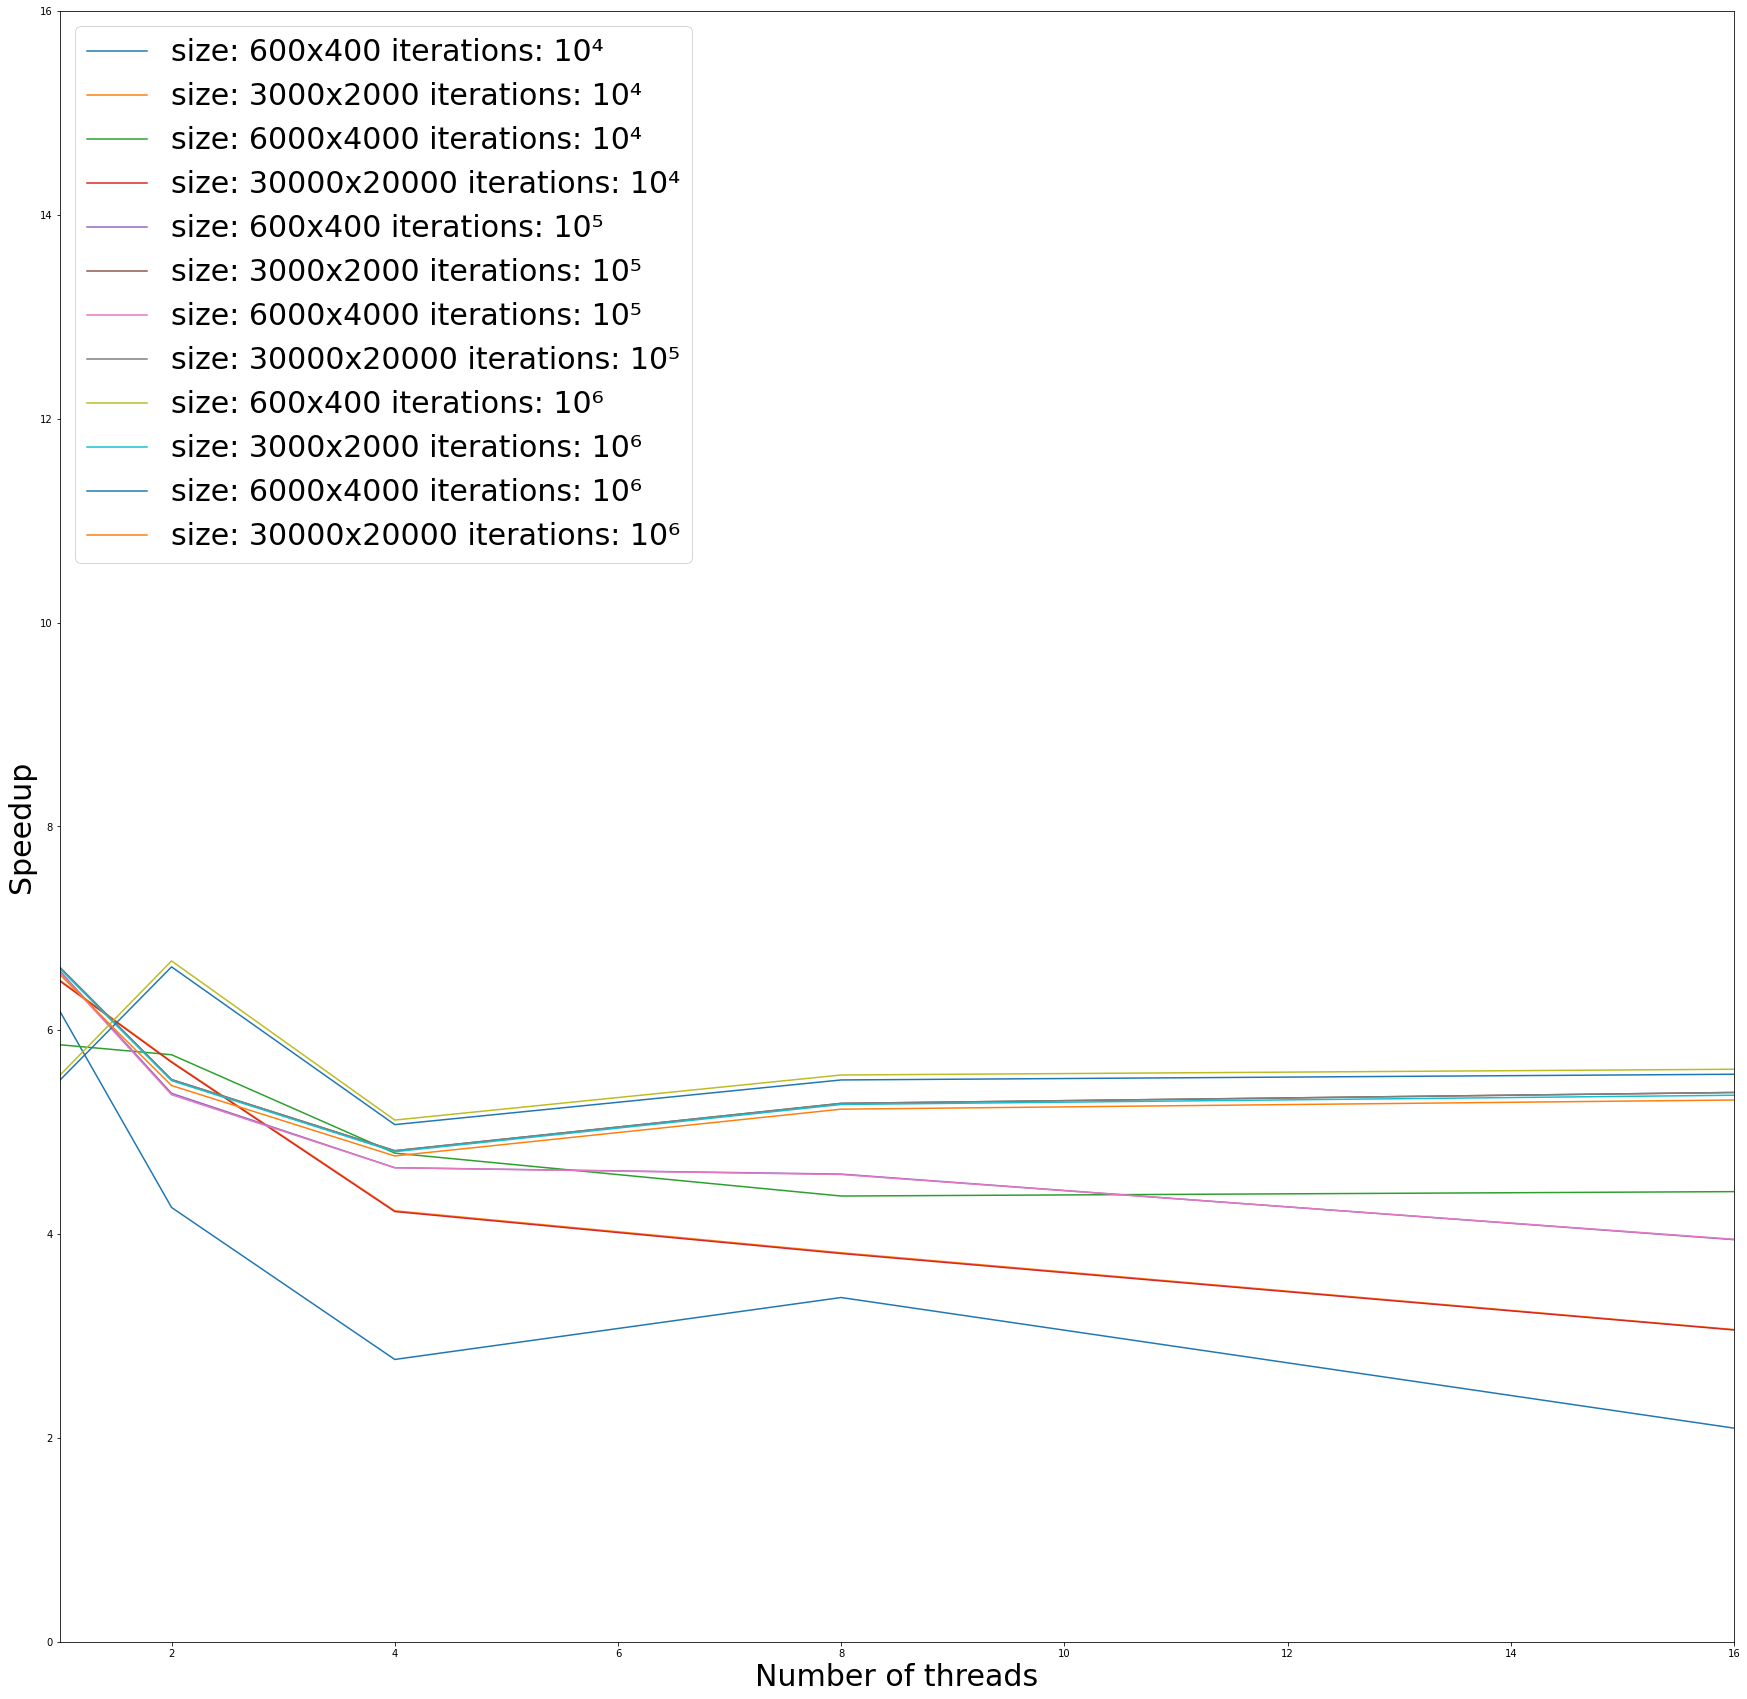 size: 600x400 iterations: 10⁴
size: 3000x2000 iterations: 10⁴
size: 6000x4000 iterations: 10⁴
size: 30000x20000 iterations: 10⁴
size: 600x400 iterations: 10⁵
size: 3000x2000 iterations: 10⁵
size: 6000x4000 iterations: 10⁵
size: 30000x20000 iterations: 10⁵
size: 600x400 iterations: 10⁶
size: 3000x2000 iterations: 10⁶
size: 6000x4000 iterations: 10⁶
size: 30000x20000 iterations: 10⁶
Speedup
16
14
12
10
8
6
4
2
0
2 4 6 8 10 12 14 16
Number of threads